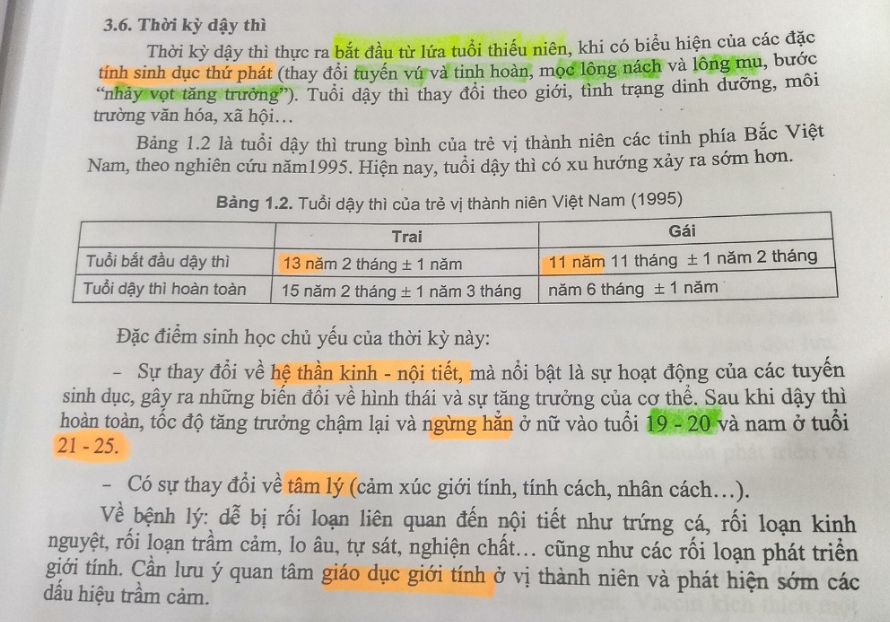 3.6. Thời kỳ dậy thì
Thời kỳ dậy thì thực ra bắt đầu từ lứa tuổi thiếu niên, khi có biểu hiện của các đặc
tính sinh dục thứ phát (thay đổi tuyến vú và tinh hoàn, mọc lông nách và lông mu, bước
“nhảy vọt tăng trưởng”). Tuổi dậy thì thay đổi theo giới, tình trạng dinh dưỡng, môi
trường văn hóa, xã hội…
Bảng 1.2 là tuổi dậy thì trung bình của trẻ vị thành niên các tỉnh phía Bắc Việt
Nam, theo nghiên cứu năm1995. Hiện nay, tuổi dậy thì có xu hướng xảy ra sớm hơn.
Bảng 1.2. Tuổi dậy thì của trẻ vị thành niên Việt Nam (1995)
Trai Gái
Tuổi bắt đầu dậy thì 13 năm 2 tháng ± 1 năm 11 năm 11 tháng ± 1 năm 2 tháng
Tuổi dậy thì hoàn toàn 15 năm 2 tháng ± 1 năm 3 tháng năm 6 tháng ± 1 năm
Đặc điểm sinh học chủ yếu của thời kỳ này:
- Sự thay đổi về hệ thần kinh - nội tiết, mà nổi bật là sự hoạt động của các tuyến
sinh dục, gây ra những biến đổi về hình thái và sự tăng trưởng của cơ thể. Sau khi dậy thì
hoàn toàn, tốc độ tăng trưởng chậm lại và ngừng hẳn ở nữ vào tuổi 19 - 20 và nam ở tuổi
21 - 25.
- Có sự thay đổi về tâm lý (cảm xúc giới tính, tính cách, nhân cách…).
Về bệnh lý: dễ bị rối loạn liên quan đến nội tiết như trứng cá, rối loạn kinh
nguyệt, rối loạn trầm cảm, lo âu, tự sát, nghiện chất… cũng như các rối loạn phát triển
giới tính. Cần lưu ý quan tâm giáo dục giới tính ở vị thành niên và phát hiện sớm các
dấu hiệu trầm cảm.